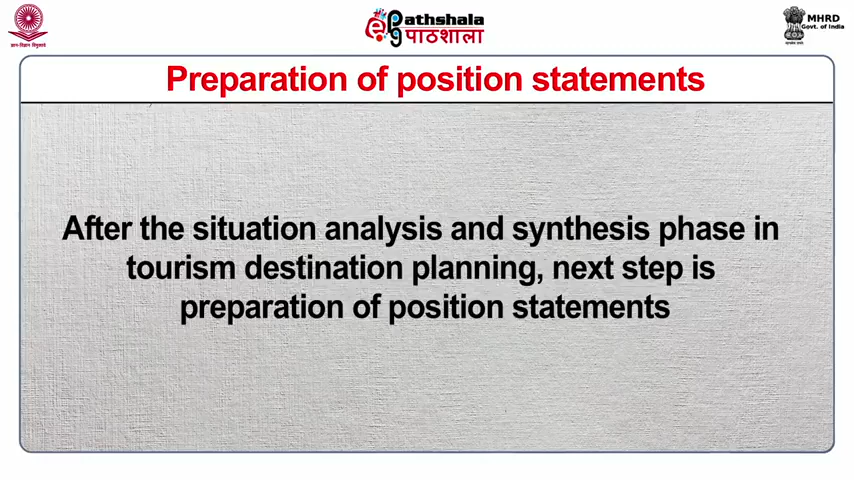 ePathshala
पाठशाला
MHRD
Govt. of India
Preparation of position statements
After the situation analysis and synthesis phase in
tourism destination planning, next step is
preparation of position statements